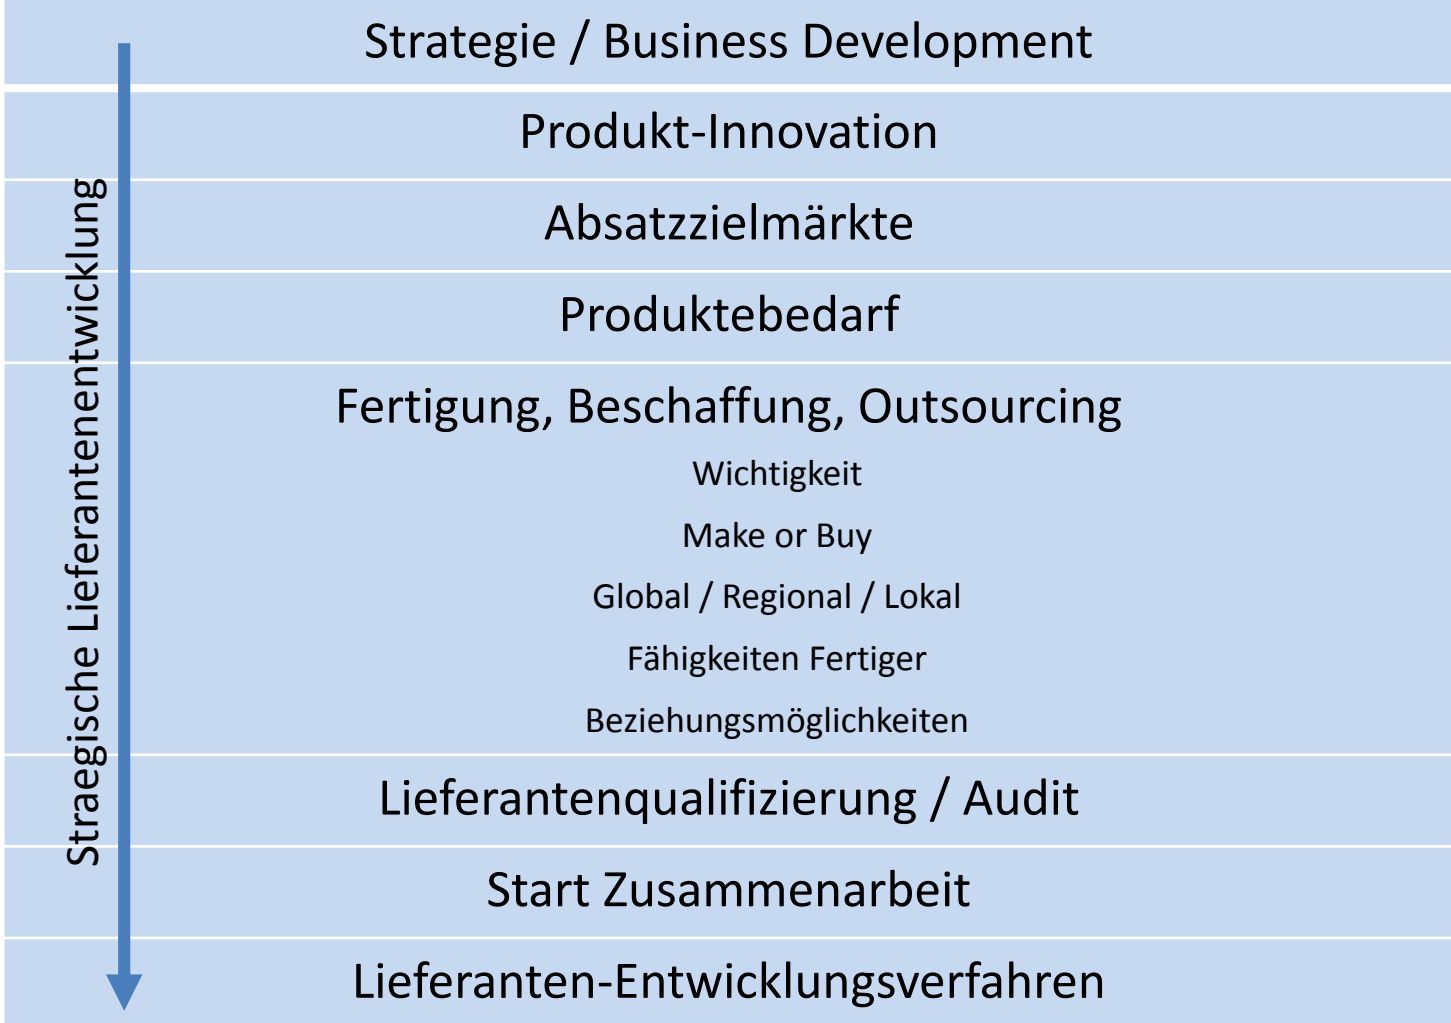 Strategie / Business Development
Produkt-Innovation
Absatzzielmärkte
Produktebedarf
Fertigung, Beschaffung, Outsourcing
Wichtigkeit
Make or Buy
Global / Regional / Lokal
Fähigkeiten Fertiger
Beziehungsmöglichkeiten
Lieferantenqualifizierung / Audit
Start Zusammenarbeit
Lieferanten-Entwicklungsverfahren
Straegische Lieferantenentwicklung